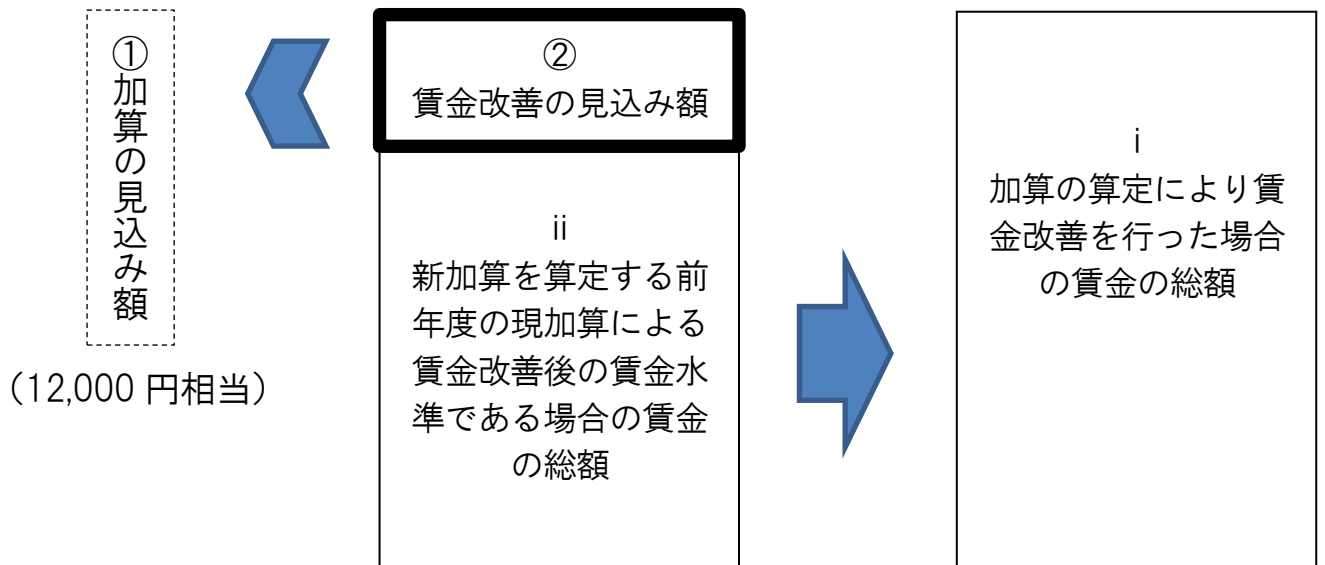 ①加算の見込み額
（12,000 円相当）
②
賃金改善の見込み額
ⅱ
新加算を算定する前
年度の現加算による
賃金改善後の賃金水
準である場合の賃金
の総額
ⅰ
加算の算定により賃
金改善を行った場合
の賃金の総額